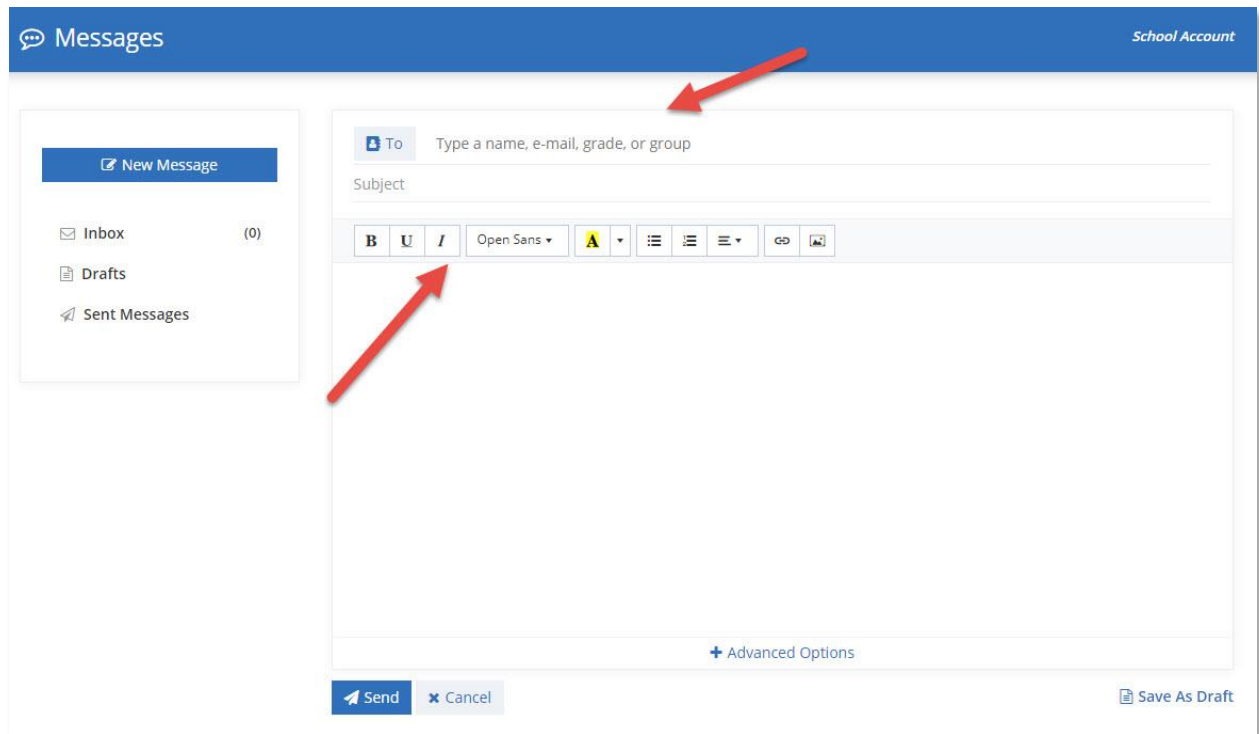 Messages
School Account
New Message
Inbox (0)
Drafts
Sent Messages
To Type a name, e-mail, grade, or group
Subject
B U I Open Sans A
Advanced Options
Send Cancel
Save As Draft